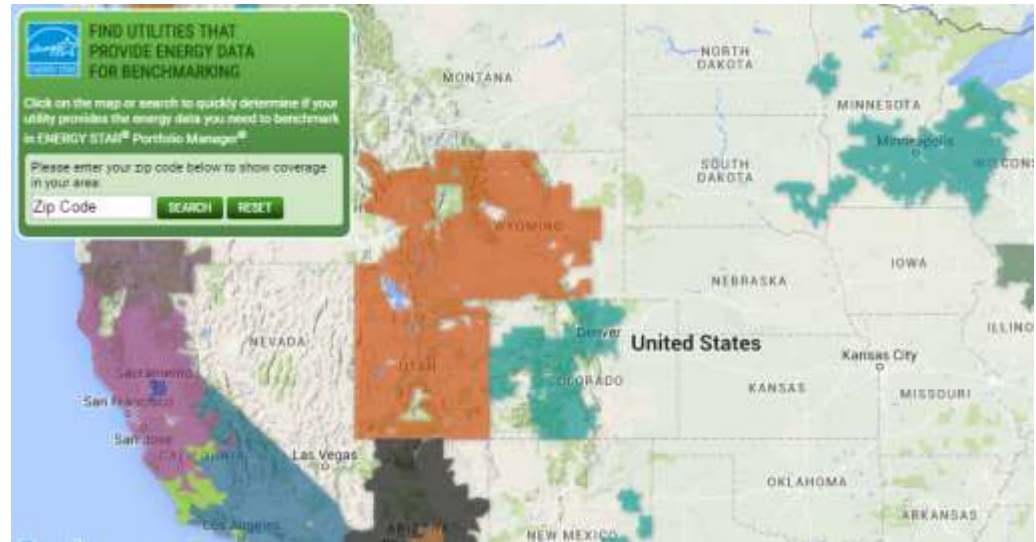 FIND UTILITIES THAT
PROVIDE ENERGY DATA
FOR BENCHMARKING
ENERGY STAR
Click on the map or search to quickly determine if your
utility provides the energy data you need to benchmark
in ENERGY STAR® Portfolio Manager®.
Please enter your zip code below to show coverage
in your area.
Zip Code SEARCH RESET
MONTANA
NORTH
DAKOTA
MINNESOTA
Minneapolis
SOUTH
DAKOTA
WISCONS
WYOMING
IOWA
NEBRASKA
ILLINO
NEVADA
UTAH
Denver
COLORADO
United States
Kansas City
KANSAS
MISSOURI
Sacramento
San Francisco
San Jose
CALIFORNIA
Las Vegas
Los Angeles
OKLAHOMA
ARKANSAS
NEW MEXICO